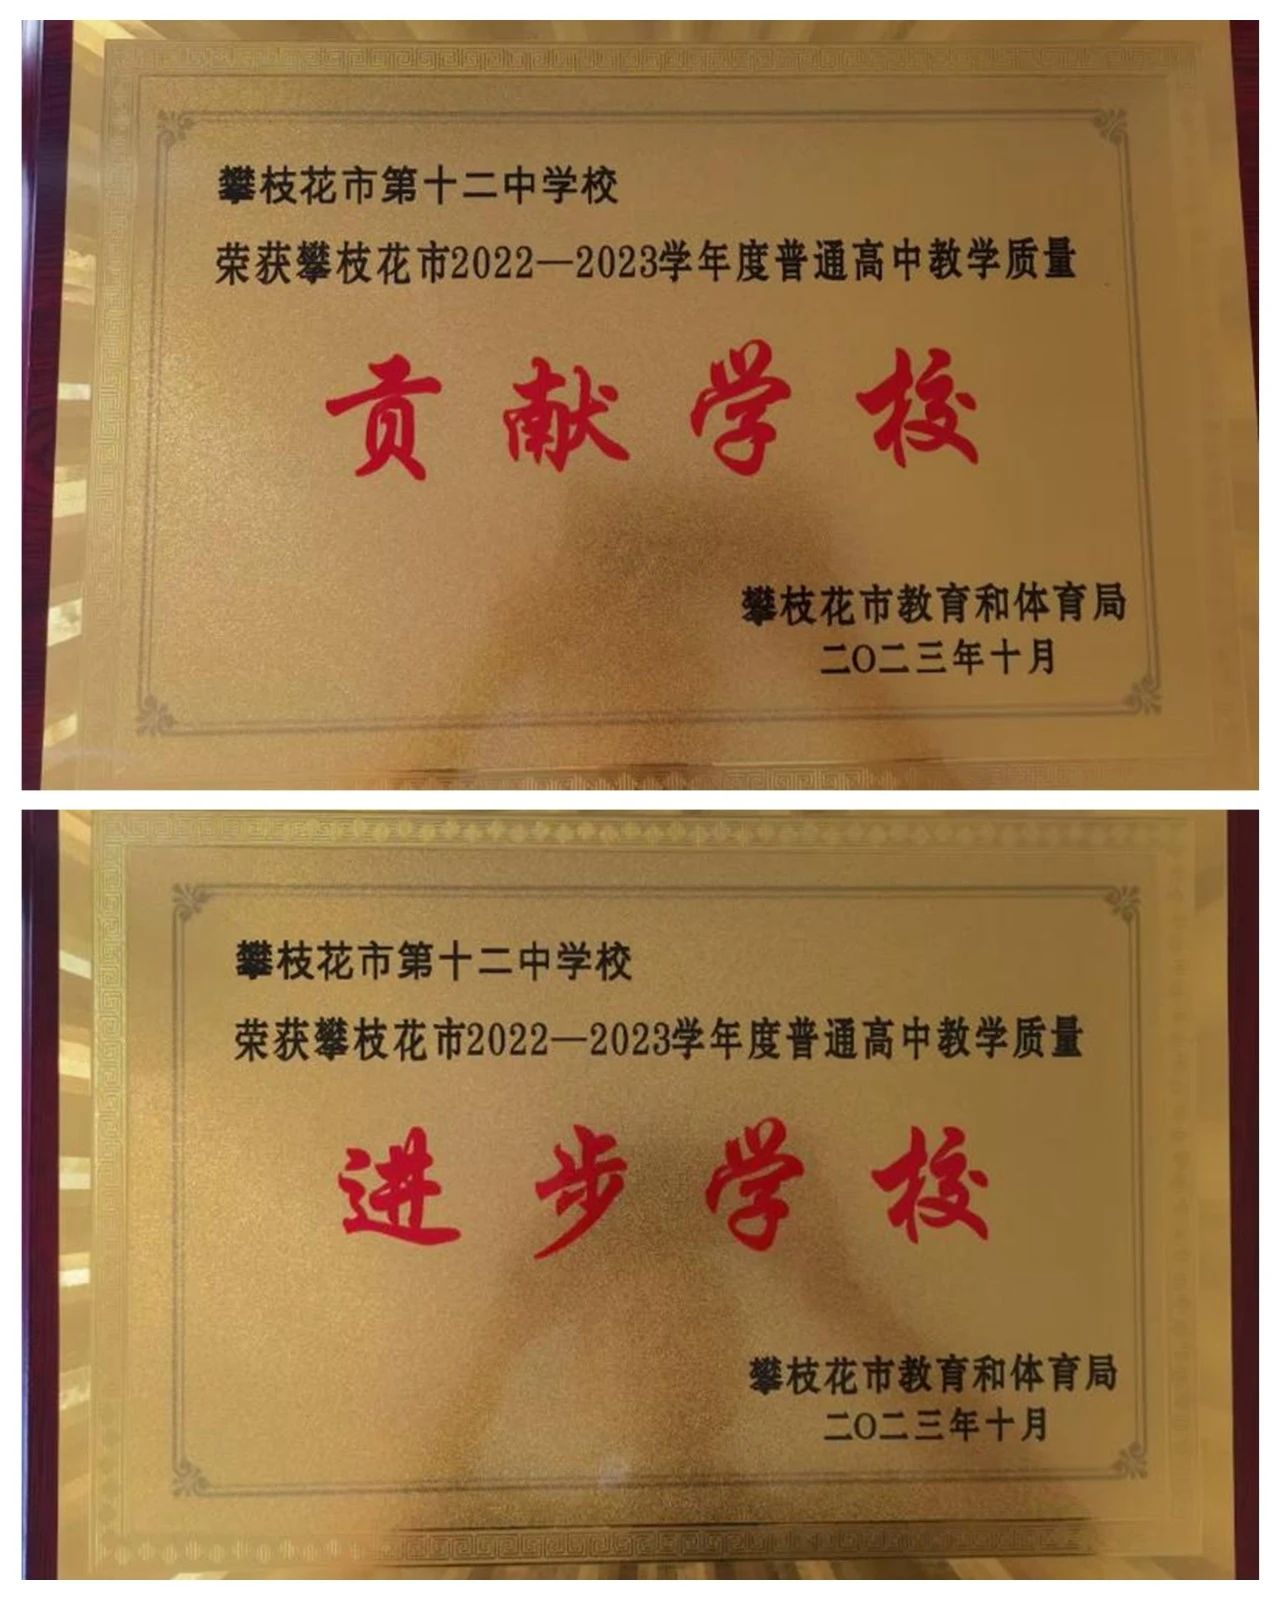 攀枝花市第十二中学校
荣获攀枝花市2022—2023学年度普通高中教学质量
贡献学校
攀枝花市教育和体育局
二〇二三年十月
攀枝花市第十二中学校
荣获攀枝花市2022—2023学年度普通高中教学质量
进步学校
攀枝花市教育和体育局
二〇二三年十月